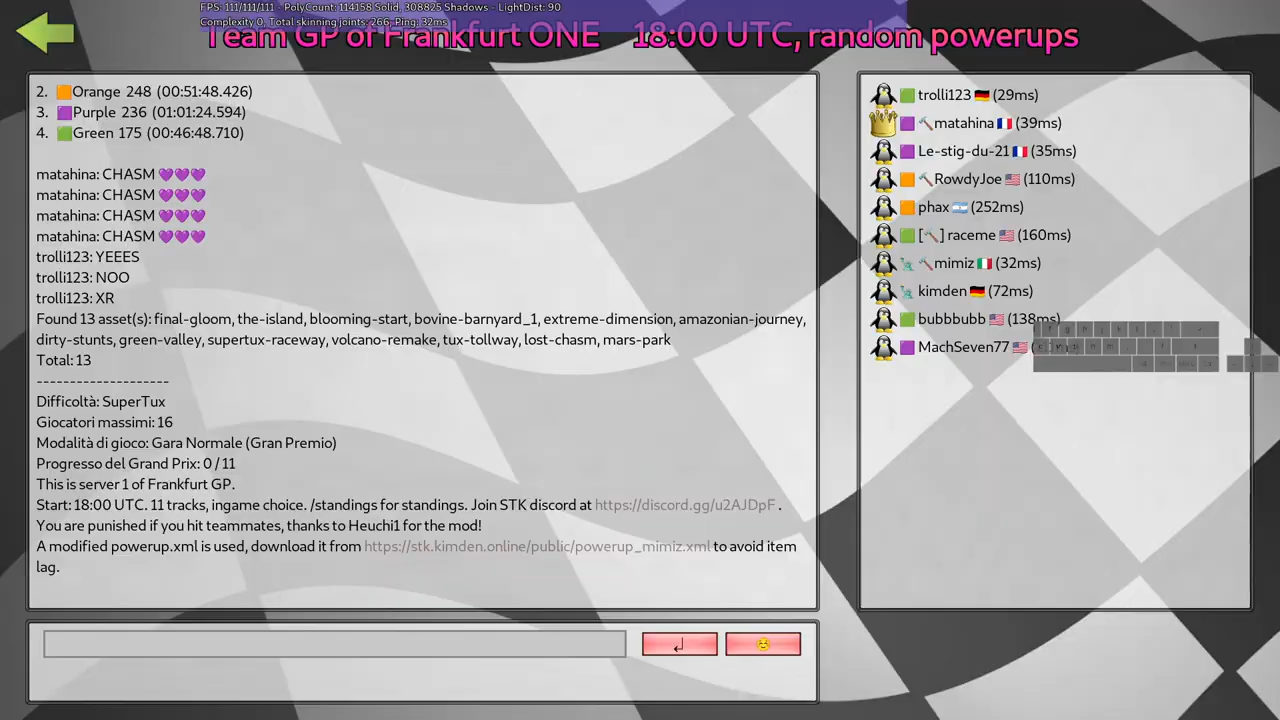 FPS: 111/111/111 - PolyCount: 114158 Solid, 308825 Shadows - LightDist: 90
Complexity 0, Total skinning joints: 266, Ping: 32ms
Team GP of Frankfurt ONE 18:00 UTC, random powerups
2. 🟧Orange 248 (00:51:48.426)
3. 🟪Purple 236 (01:01:24.594)
4. 🟩Green 175 (00:46:48.710)
matahina: CHASM 💜💜💜
matahina: CHASM 💜💜💜
matahina: CHASM 💜💜💜
matahina: CHASM 💜💜💜
trolli123: YEEES
trolli123: NOO
trolli123: XR
Found 13 asset(s): final-gloom, the-island, blooming-start, bovine-barnyard_1, extreme-dimension, amazonian-journey,
dirty-stunts, green-valley, supertux-raceway, volcano-remake, tux-tollway, lost-chasm, mars-park
Total: 13
--------------------
Difficoltà: SuperTux
Giocatori massimi: 16
Modalità di gioco: Gara Normale (Gran Premio)
Progresso del Grand Prix: 0 / 11
This is server 1 of Frankfurt GP.
Start: 18:00 UTC. 11 tracks, ingame choice. /standings for standings. Join STK discord at https://discord.gg/u2AJDpF .
You are punished if you hit teammates, thanks to Heuchi1 for the mod!
A modified powerup.xml is used, download it from https://stk.kimden.online/public/powerup_mimiz.xml to avoid item
lag.
trolli123 🇩🇪 (29ms)
🔨matahina 🇫🇷 (39ms)
Le-stig-du-21 🇫🇷 (35ms)
🔨RowdyJoe 🇺🇸 (110ms)
phax 🇦🇷 (252ms)
[🔨] raceme 🇺🇸 (160ms)
🗽 🔨mimiz 🇮🇹 (32ms)
🗽 kimden 🇩🇪 (72ms)
bubbbubb 🇺🇸 (138ms)
MachSeven77 🇺🇸